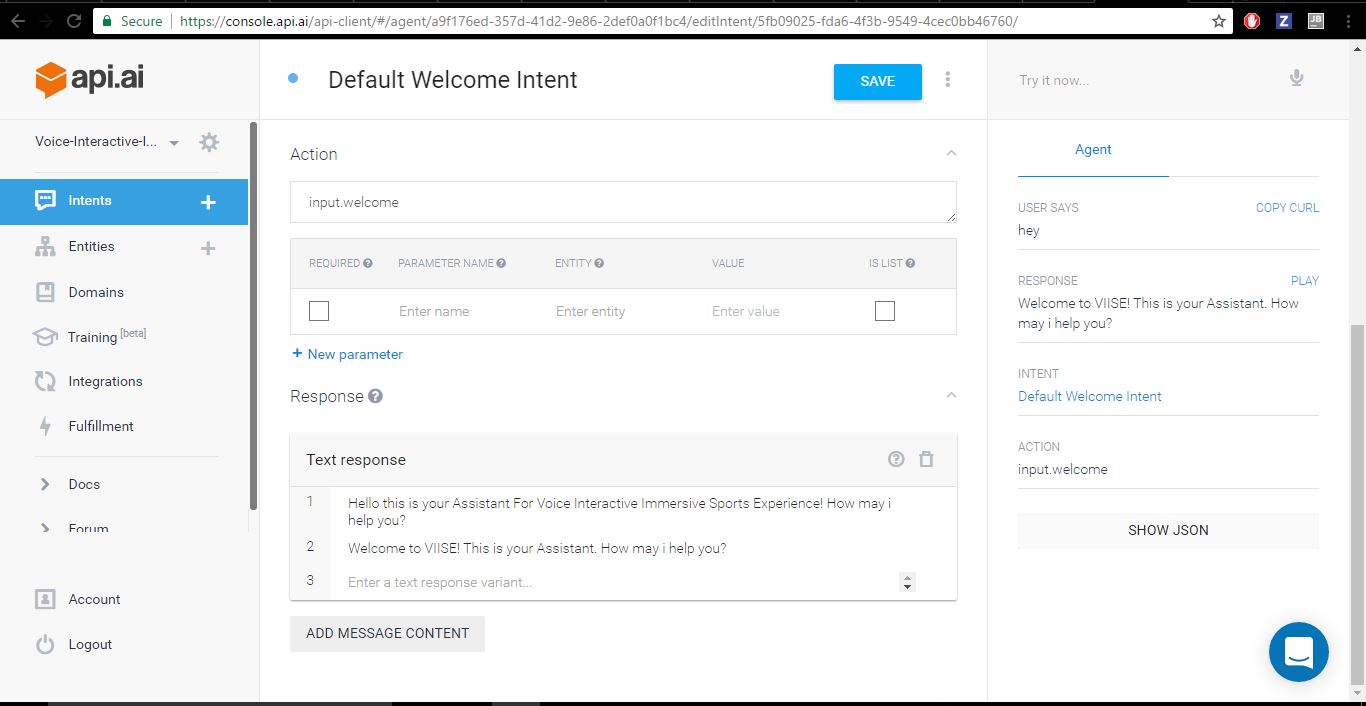 Secure
https://console.api.ai/api-client/#/agent/a9f176ed-357d-41d2-9e86-2def0a0f1bc4/editIntent/5fb09025-fda6-4f3b-9549-4cec0bb46760/
Z
JB
api.ai
Voice-Interactive-I...
Intents
+
Entities
+
Domains
Training [beta]
Integrations
Fulfillment
Docs
Forum
Account
Logout
Default Welcome Intent
SAVE
Action
input.welcome
REQUIRED ? PARAMETER NAME ? ENTITY ? VALUE IS LIST ?
Enter name Enter entity Enter value
+ New parameter
Response ?
Text response
?
1 Hello this is your Assistant For Voice Interactive Immersive Sports Experience! How may i
help you?
2 Welcome to VIISE! This is your Assistant. How may i help you?
3 Enter a text response variant...
ADD MESSAGE CONTENT
Try it now...
Agent
USER SAYS COPY CURL
hey
RESPONSE PLAY
Welcome to VIISE! This is your Assistant. How
may i help you?
INTENT
Default Welcome Intent
ACTION
input.welcome
SHOW JSON